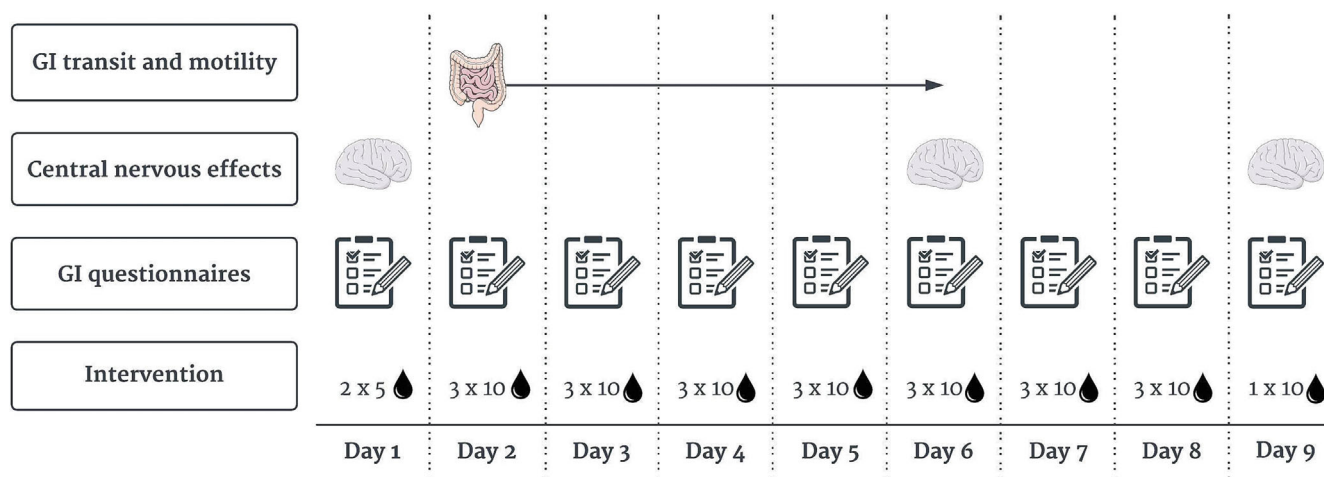 GI transit and motility
Central nervous effects
GI questionnaires
Intervention
2 x 5 3 x 10 3 x 10 3 x 10 3 x 10 3 x 10 3 x 10 3 x 10 1 x 10
Day 1 Day 2 Day 3 Day 4 Day 5 Day 6 Day 7 Day 8 Day 9